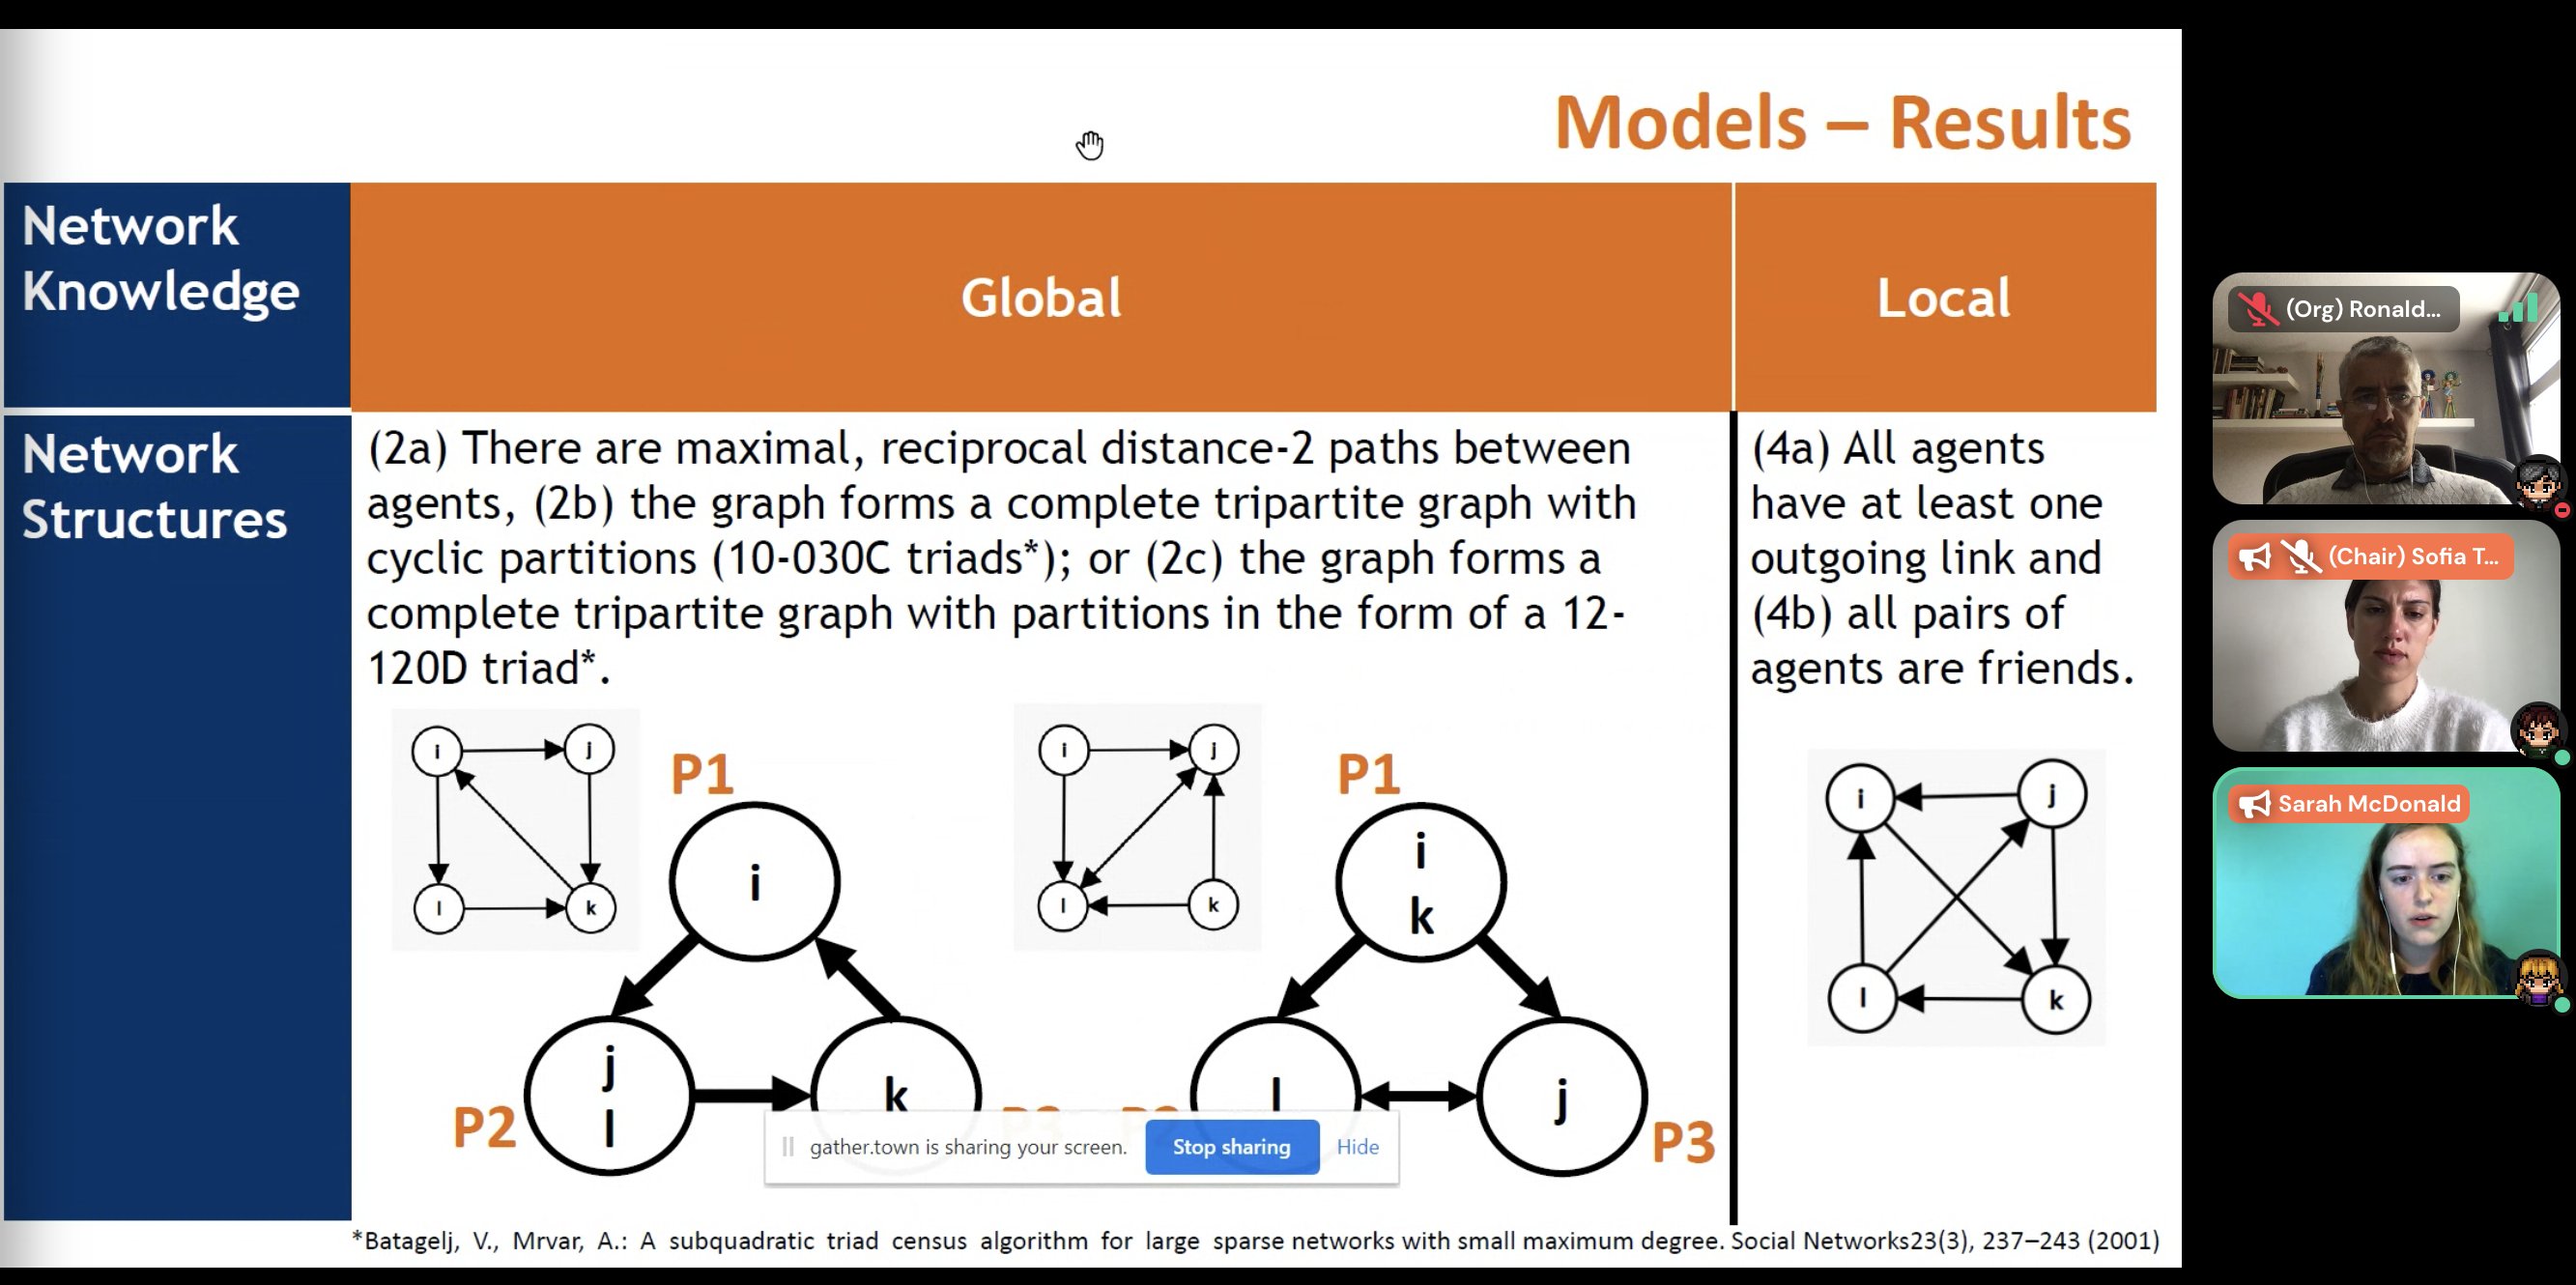 Models – Results
Network
Knowledge
Global
Local
Network
Structures
(2a) There are maximal, reciprocal distance-2 paths between
agents, (2b) the graph forms a complete tripartite graph with
cyclic partitions (10-030C triads*); or (2c) the graph forms a
complete tripartite graph with partitions in the form of a 12-
120D triad*.
(4a) All agents
have at least one
outgoing link and
(4b) all pairs of
agents are friends.
i
j
l
k
P1
i
P2
j
l
k
P3
i
j
l
k
P1
i
k
P2
l
j
P3
i
j
l
k
gather.town is sharing your screen.
Stop sharing
Hide
*Batagelj, V., Mrvar, A.: A subquadratic triad census algorithm for large sparse networks with small maximum degree. Social Networks23(3), 237–243 (2001)
(Org) Ronald...
(Chair) Sofia T...
Sarah McDonald